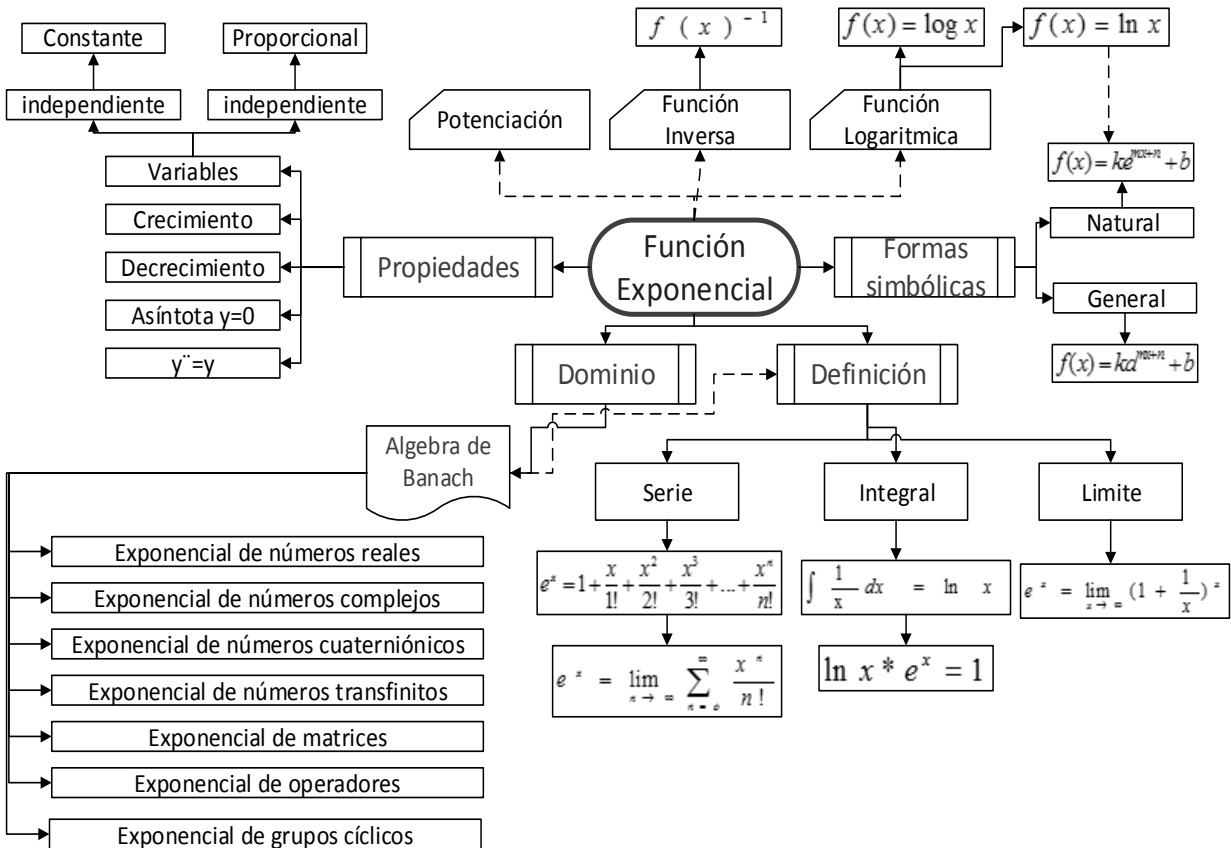 Constante
Proporcional
f ( x ) ⁻ ¹
f(x) = log x
f(x) = ln x
independiente
independiente
Potenciación
Función
Inversa
Función
Logaritmica
Variables
Crecimiento
Decrecimiento
Asíntota y=0
y¨=y
Propiedades
Función
Exponencial
Formas
simbólicas
f(x) = ke^{mx+n} + b
Natural
General
f(x) = ka^{mx+n} + b
Dominio
Definición
Algebra de
Banach
Serie
Integral
Limite
e^x = 1 + x/1! + x²/2! + x³/3! + ... + x^n/n!
∫ 1/x dx = ln x
e^x = lim_{x → ∞} (1 + 1/x)^x
e^x = lim_{n → ∞} ∑_{n=0}^{∞} x^n/n!
ln x * e^x = 1
Exponencial de números reales
Exponencial de números complejos
Exponencial de números cuaterniónicos
Exponencial de números transfinitos
Exponencial de matrices
Exponencial de operadores
Exponencial de grupos cíclicos